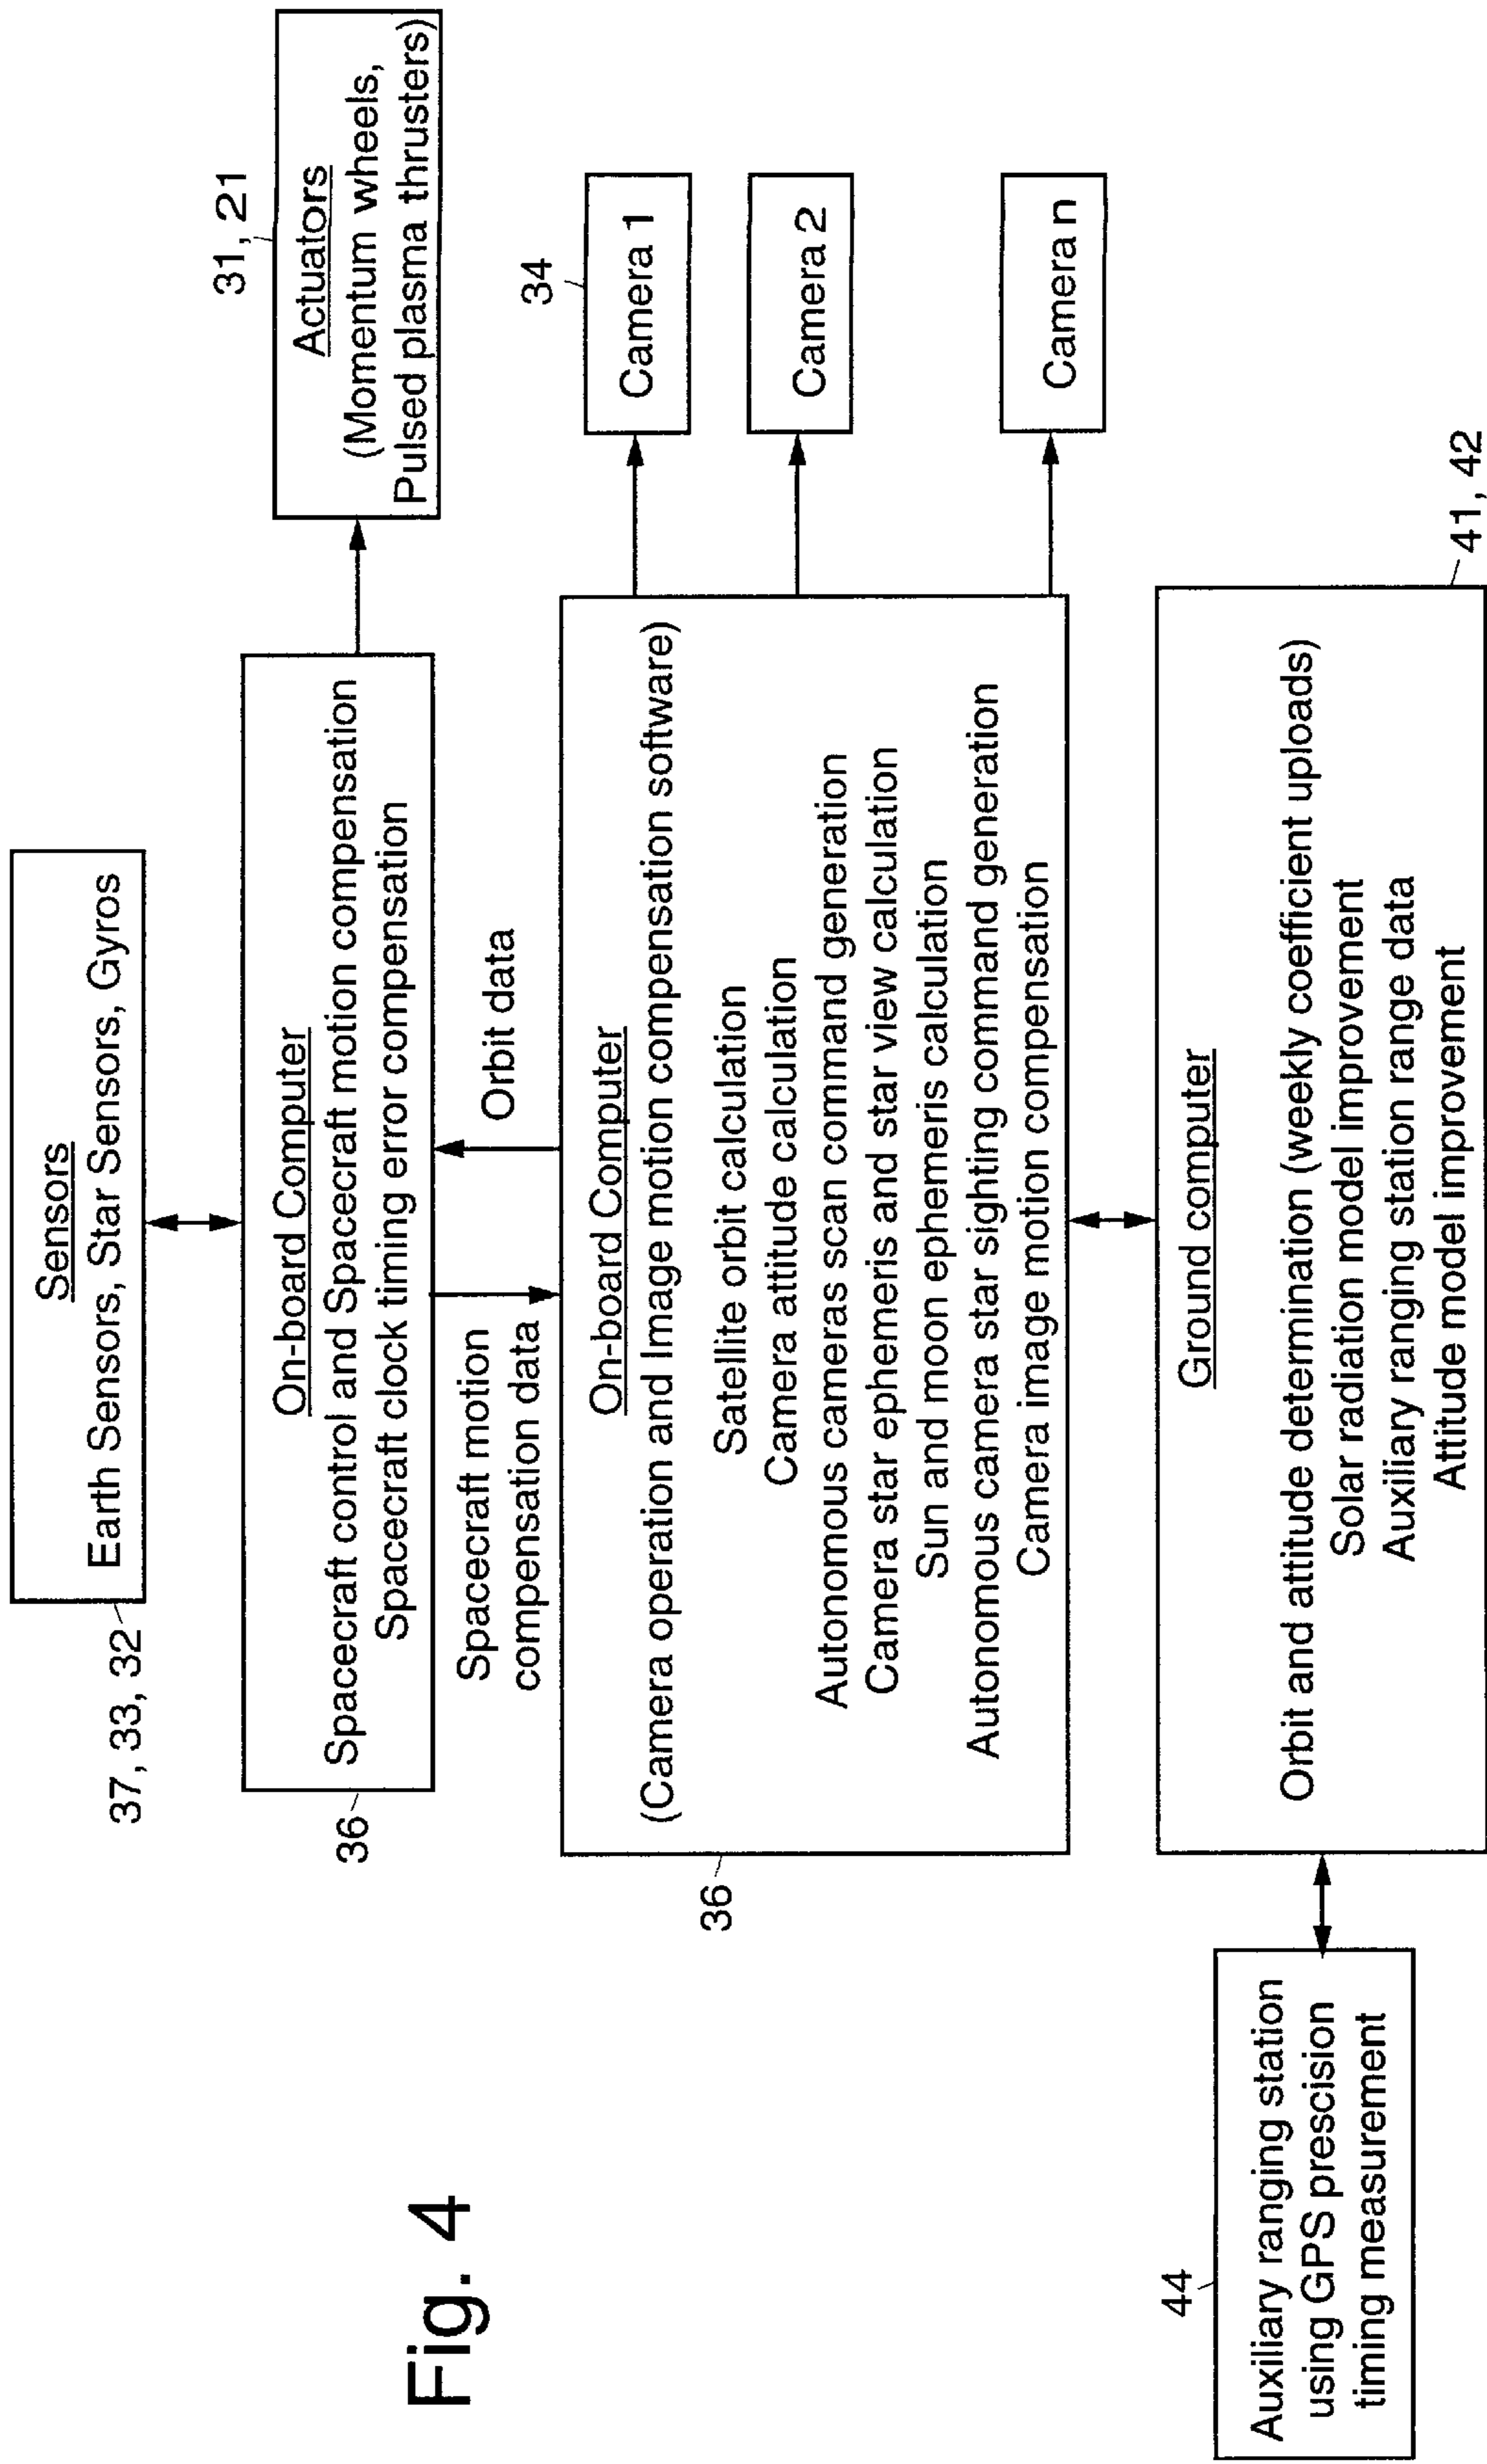 Sensors
Earth Sensors, Star Sensors, Gyros
37, 33, 32
31, 21
Actuators
(Momentum wheels,
Pulsed plasma thrusters)
On-board Computer
Spacecraft control and Spacecraft motion compensation
Spacecraft clock timing error compensation
36
Spacecraft motion
compensation data
Orbit data
On-board Computer
(Camera operation and Image motion compensation software)
Satellite orbit calculation
Camera attitude calculation
Autonomous cameras scan command generation
Camera star ephemeris and star view calculation
Sun and moon ephemeris calculation
Autonomous camera star sighting command generation
Camera image motion compensation
36
34
Camera 1
Camera 2
Camera n
Ground computer
Orbit and attitude determination (weekly coefficient uploads)
Solar radiation model improvement
Auxiliary ranging station range data
Attitude model improvement
41, 42
44
Auxiliary ranging station
using GPS prescision
timing measurement
Fig. 4